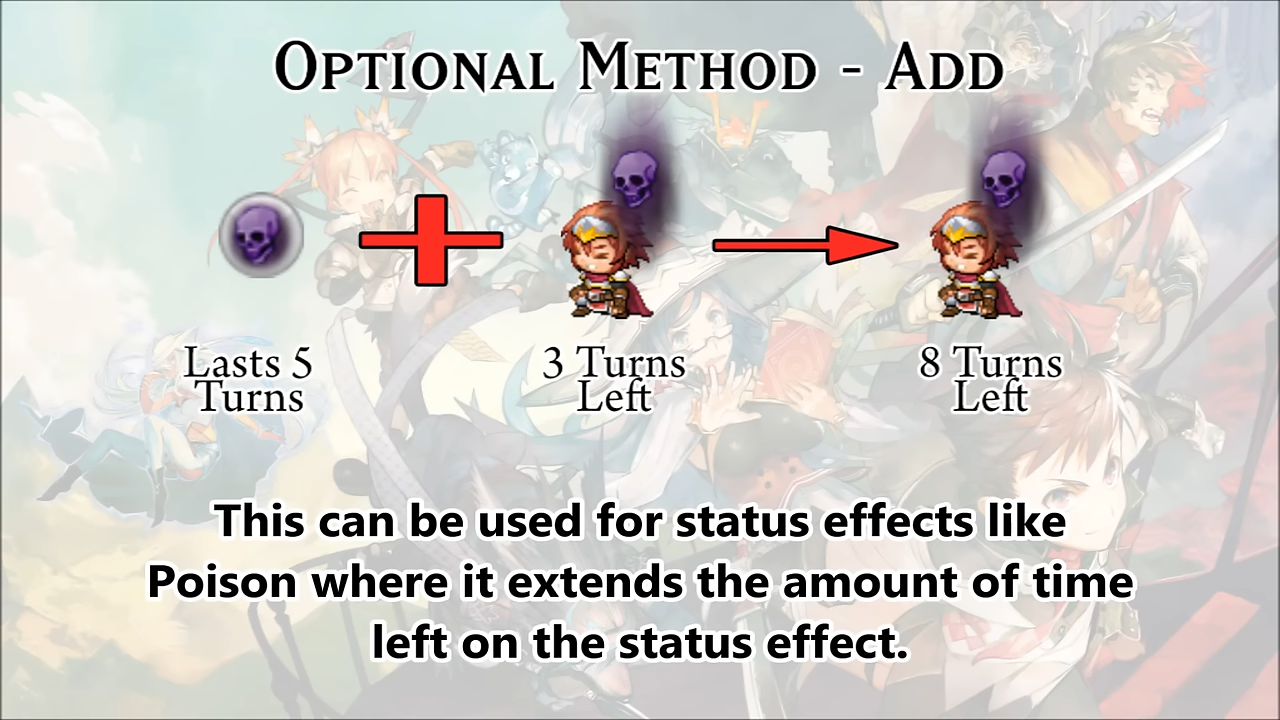 Optional Method - Add
Lasts 5
Turns
3 Turns
Left
8 Turns
Left
This can be used for status effects like
Poison where it extends the amount of time
left on the status effect.